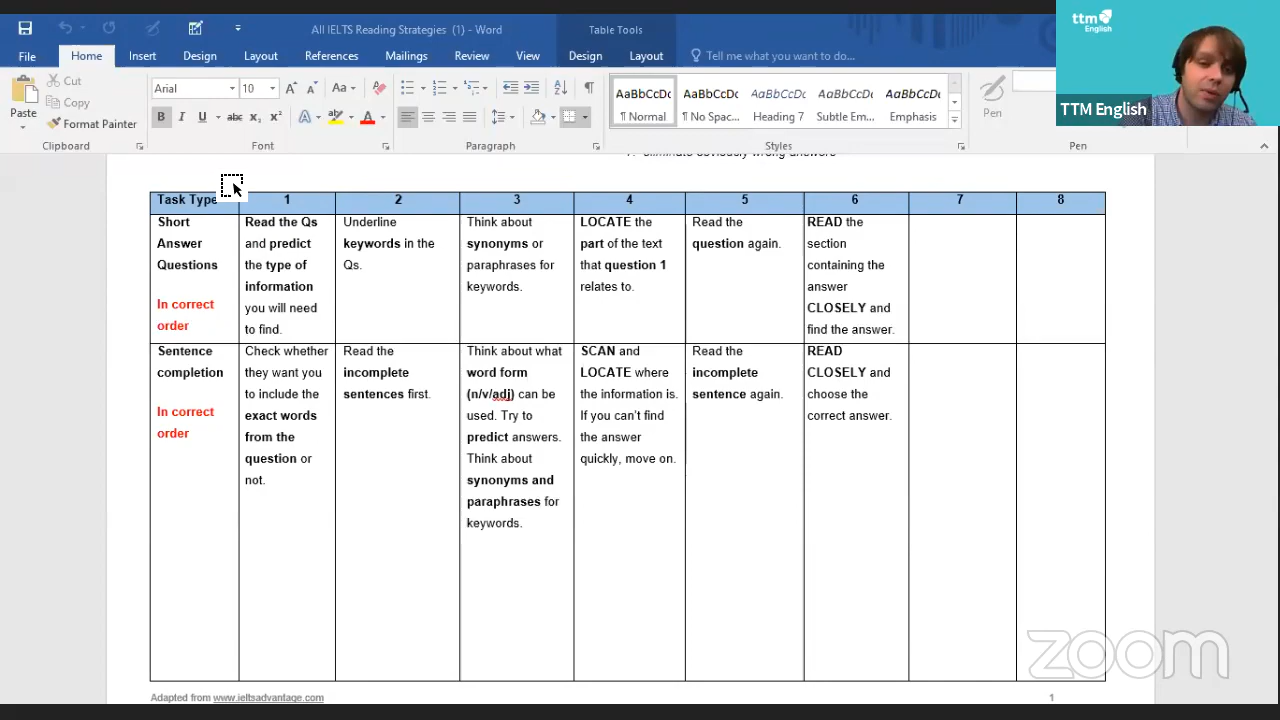 All IELTS Reading Strategies (1) - Word
Table Tools
ttm
English
File
Home
Insert
Design
Layout
References
Mailings
Review
View
Design
Layout
Tell me what you want to do...
Paste
Cut
Copy
Format Painter
Clipboard
Arial
10
Aa
B I U abc x₂ x²
A
Font
Paragraph
AaBbCcDc
¶ Normal
AaBbCcDc
¶ No Spac...
AaBbCcDc
Heading
AaBbCcDc
Subtle Em...
AaBbCcDc
Emphasis
Styles
Pen
Pen
TTM English
Task Type
1
2
3
4
5
6
7
8
Short
Answer
Questions
In correct
order
Read the Qs
and predict
the type of
information
you will need
to find.
Underline
keywords in the
Qs.
Think about
synonyms or
paraphrases for
keywords.
LOCATE the
part of the text
that question 1
relates to.
Read the
question again.
READ the
section
containing the
answer
CLOSELY and
find the answer.
Sentence
completion
In correct
order
Check whether
they want you
to include the
exact words
from the
question or
not.
Read the
incomplete
sentences first.
Think about what
word form
(n/v/adj) can be
used. Try to
predict answers.
Think about
synonyms and
paraphrases for
keywords.
SCAN and
LOCATE where
the information is.
If you can't find
the answer
quickly, move on.
Read the
incomplete
sentence again.
READ
CLOSELY and
choose the
correct answer.
Adapted from www.ieltsadvantage.com
1
zoom